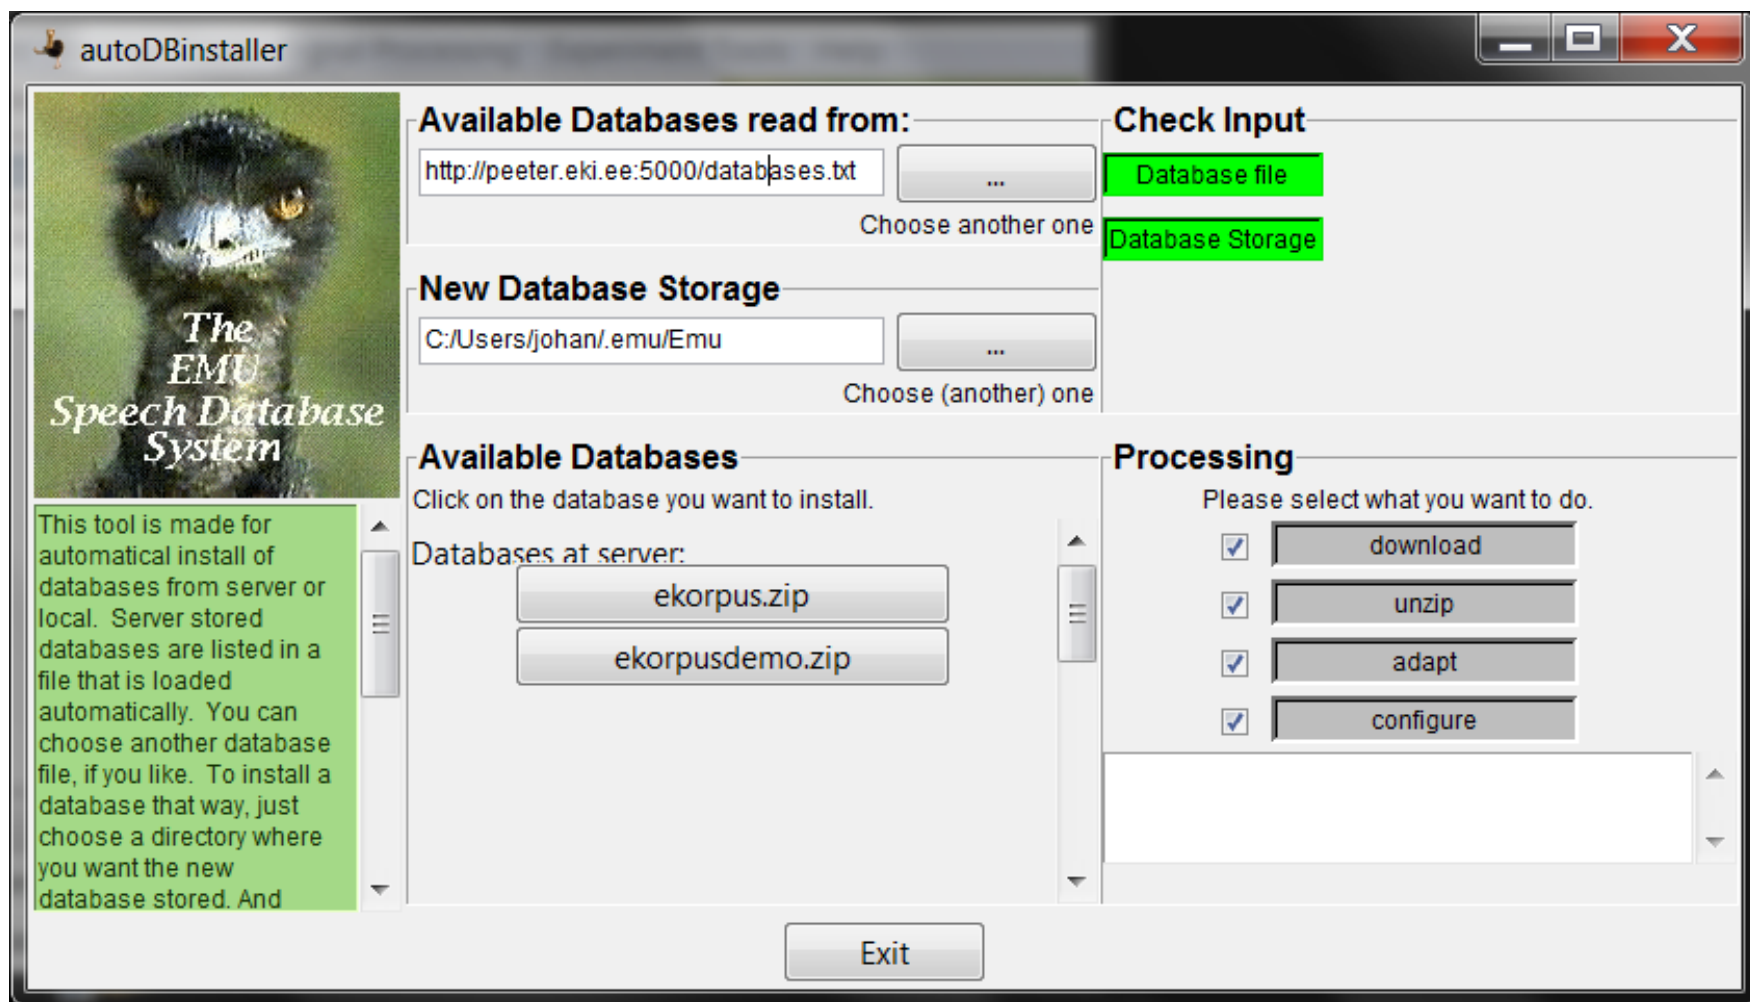 autoDBinstaller
The
EMU
Speech Database
System
This tool is made for
automatical install of
databases from server or
local.  Server stored
databases are listed in a
file that is loaded
automatically.  You can
choose another database
file, if you like.  To install a
database that way, just
choose a directory where
you want the new
database stored. And
Available Databases read from:
http://peeter.eki.ee:5000/databases.txt
...
Choose another one
New Database Storage
C:/Users/johan/.emu/Emu
...
Choose (another) one
Check Input
Database file
Database Storage
Available Databases
Click on the database you want to install.
Databases at server:
ekorpus.zip
ekorpusdemo.zip
Processing
Please select what you want to do.
download
unzip
adapt
configure
Exit